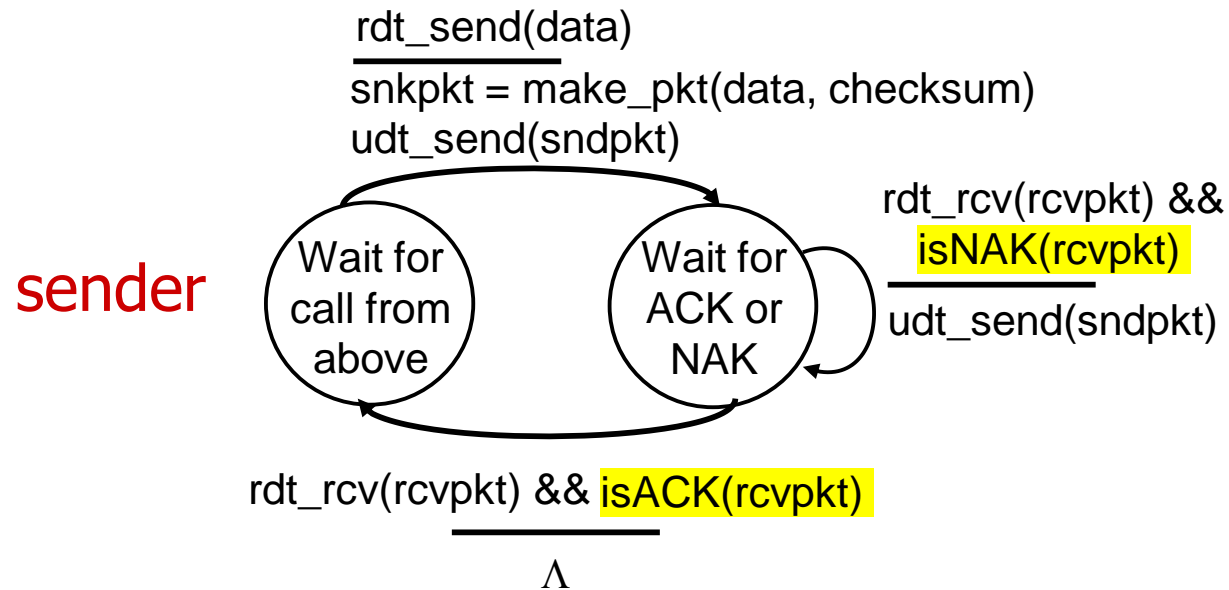 rdt_send(data)
snkpkt = make_pkt(data, checksum)
udt_send(sndpkt)
sender
Wait for
call from
above
Wait for
ACK or
NAK
rdt_rcv(rcvpkt) &&
isNAK(rcvpkt)
udt_send(sndpkt)
rdt_rcv(rcvpkt) && isACK(rcvpkt)
Λ